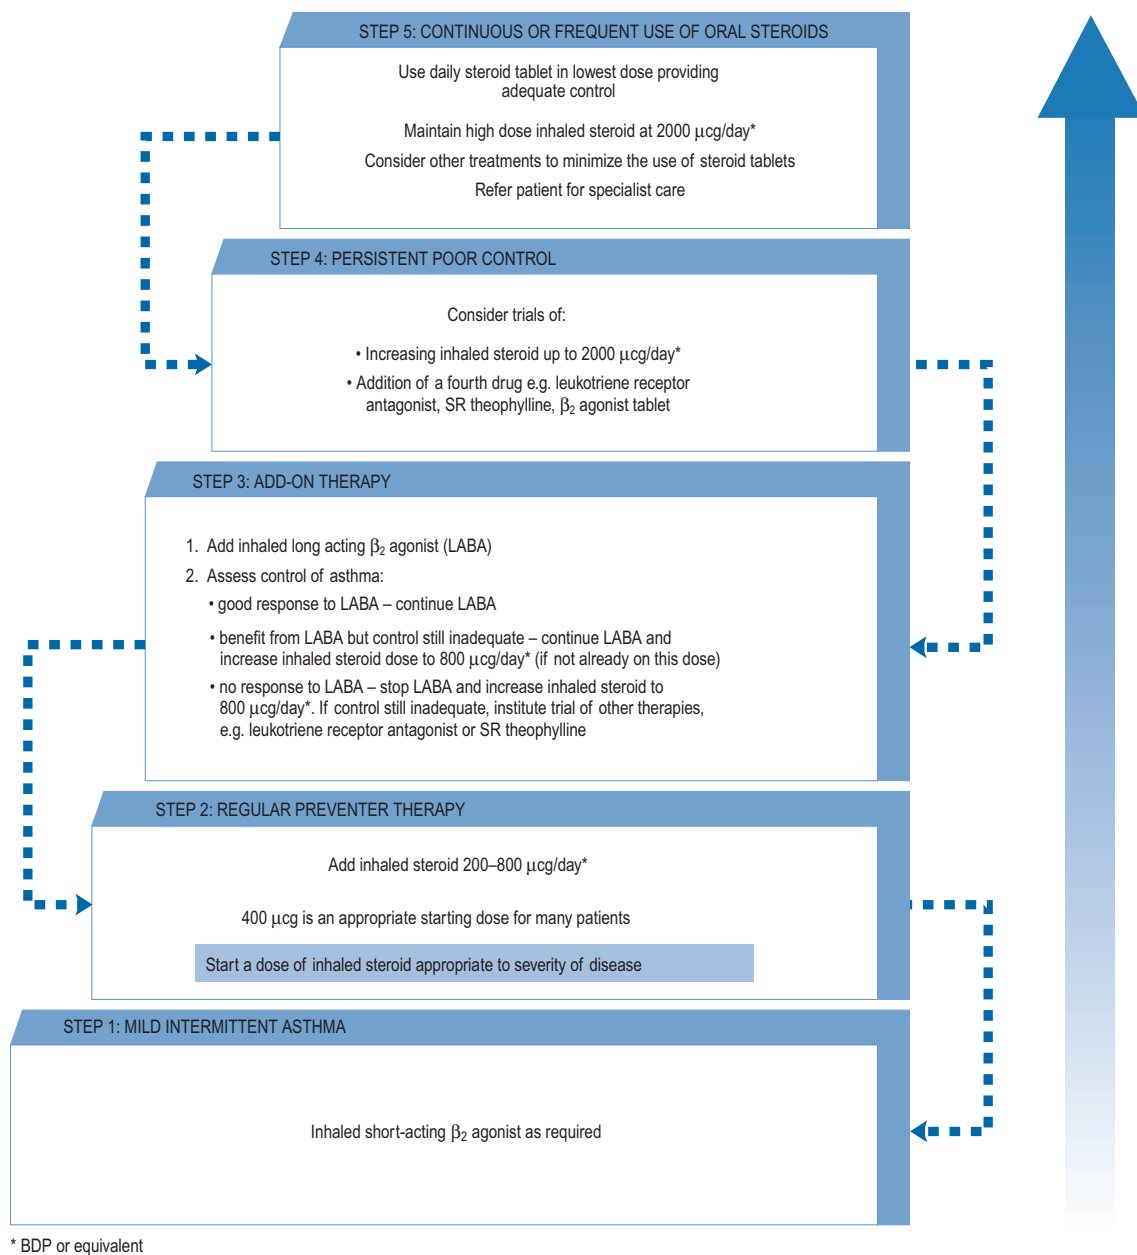 STEP 5: CONTINUOUS OR FREQUENT USE OF ORAL STEROIDS
Use daily steroid tablet in lowest dose providing
adequate control
Maintain high dose inhaled steroid at 2000 μcg/day*
Consider other treatments to minimize the use of steroid tablets
Refer patient for specialist care
STEP 4: PERSISTENT POOR CONTROL
Consider trials of:
• Increasing inhaled steroid up to 2000 μcg/day*
• Addition of a fourth drug e.g. leukotriene receptor
antagonist, SR theophylline, β₂ agonist tablet
STEP 3: ADD-ON THERAPY
1. Add inhaled long acting β₂ agonist (LABA)
2. Assess control of asthma:
• good response to LABA – continue LABA
• benefit from LABA but control still inadequate – continue LABA and
increase inhaled steroid dose to 800 μcg/day* (if not already on this dose)
• no response to LABA – stop LABA and increase inhaled steroid to
800 μcg/day*. If control still inadequate, institute trial of other therapies,
e.g. leukotriene receptor antagonist or SR theophylline
STEP 2: REGULAR PREVENTER THERAPY
Add inhaled steroid 200–800 μcg/day*
400 μcg is an appropriate starting dose for many patients
Start a dose of inhaled steroid appropriate to severity of disease
STEP 1: MILD INTERMITTENT ASTHMA
Inhaled short-acting β₂ agonist as required
* BDP or equivalent